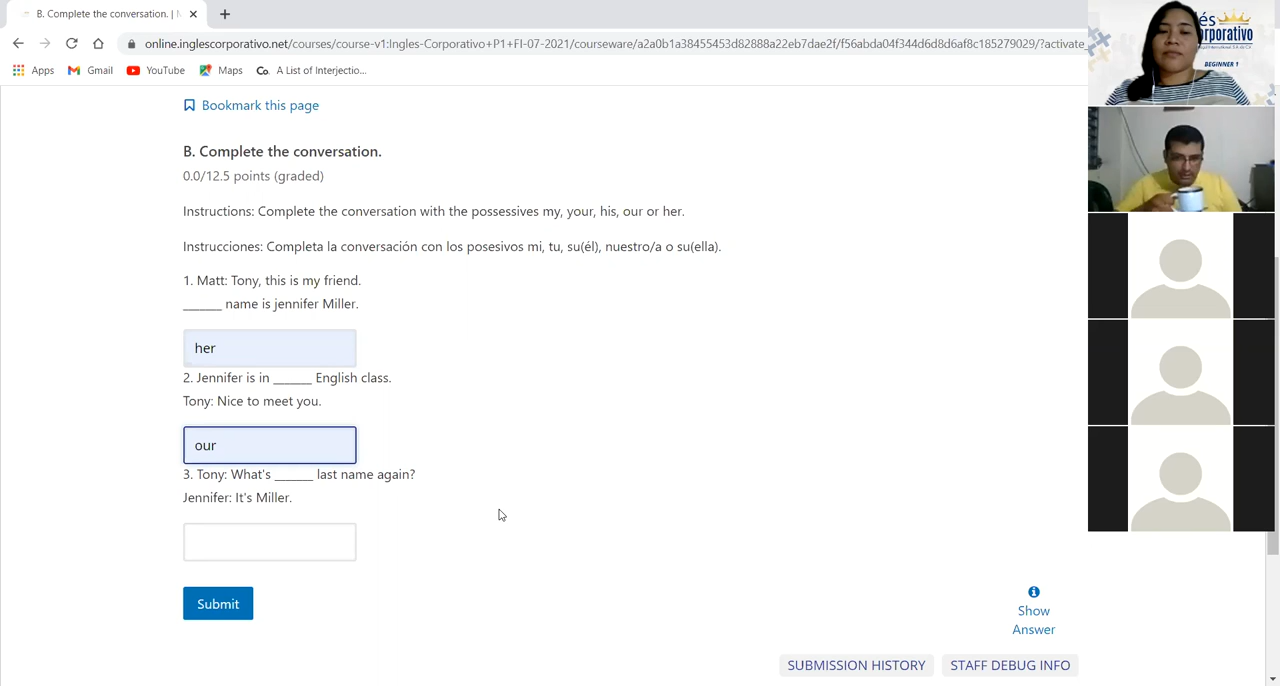 B. Complete the conversation. |
online.inglescorporativo.net/courses/course-v1:Ingles-Corporativo+P1+FI-07-2021/courseware/a2a0b1a38455453d82888a22eb7dae2f/f56abda04f344d6d8d6af8c185279029/?activate_
Apps
Gmail
YouTube
Maps
Co. A List of Interjectio...
Bookmark this page
B. Complete the conversation.
0.0/12.5 points (graded)
Instructions: Complete the conversation with the possessives my, your, his, our or her.
Instrucciones: Completa la conversación con los posesivos mi, tu, su(él), nuestro/a o su(ella).
1. Matt: Tony, this is my friend.
______ name is jennifer Miller.
her
2. Jennifer is in ______ English class.
Tony: Nice to meet you.
our
3. Tony: What's ______ last name again?
Jennifer: It's Miller.
Submit
Show
Answer
SUBMISSION HISTORY
STAFF DEBUG INFO
BEGINNER 1